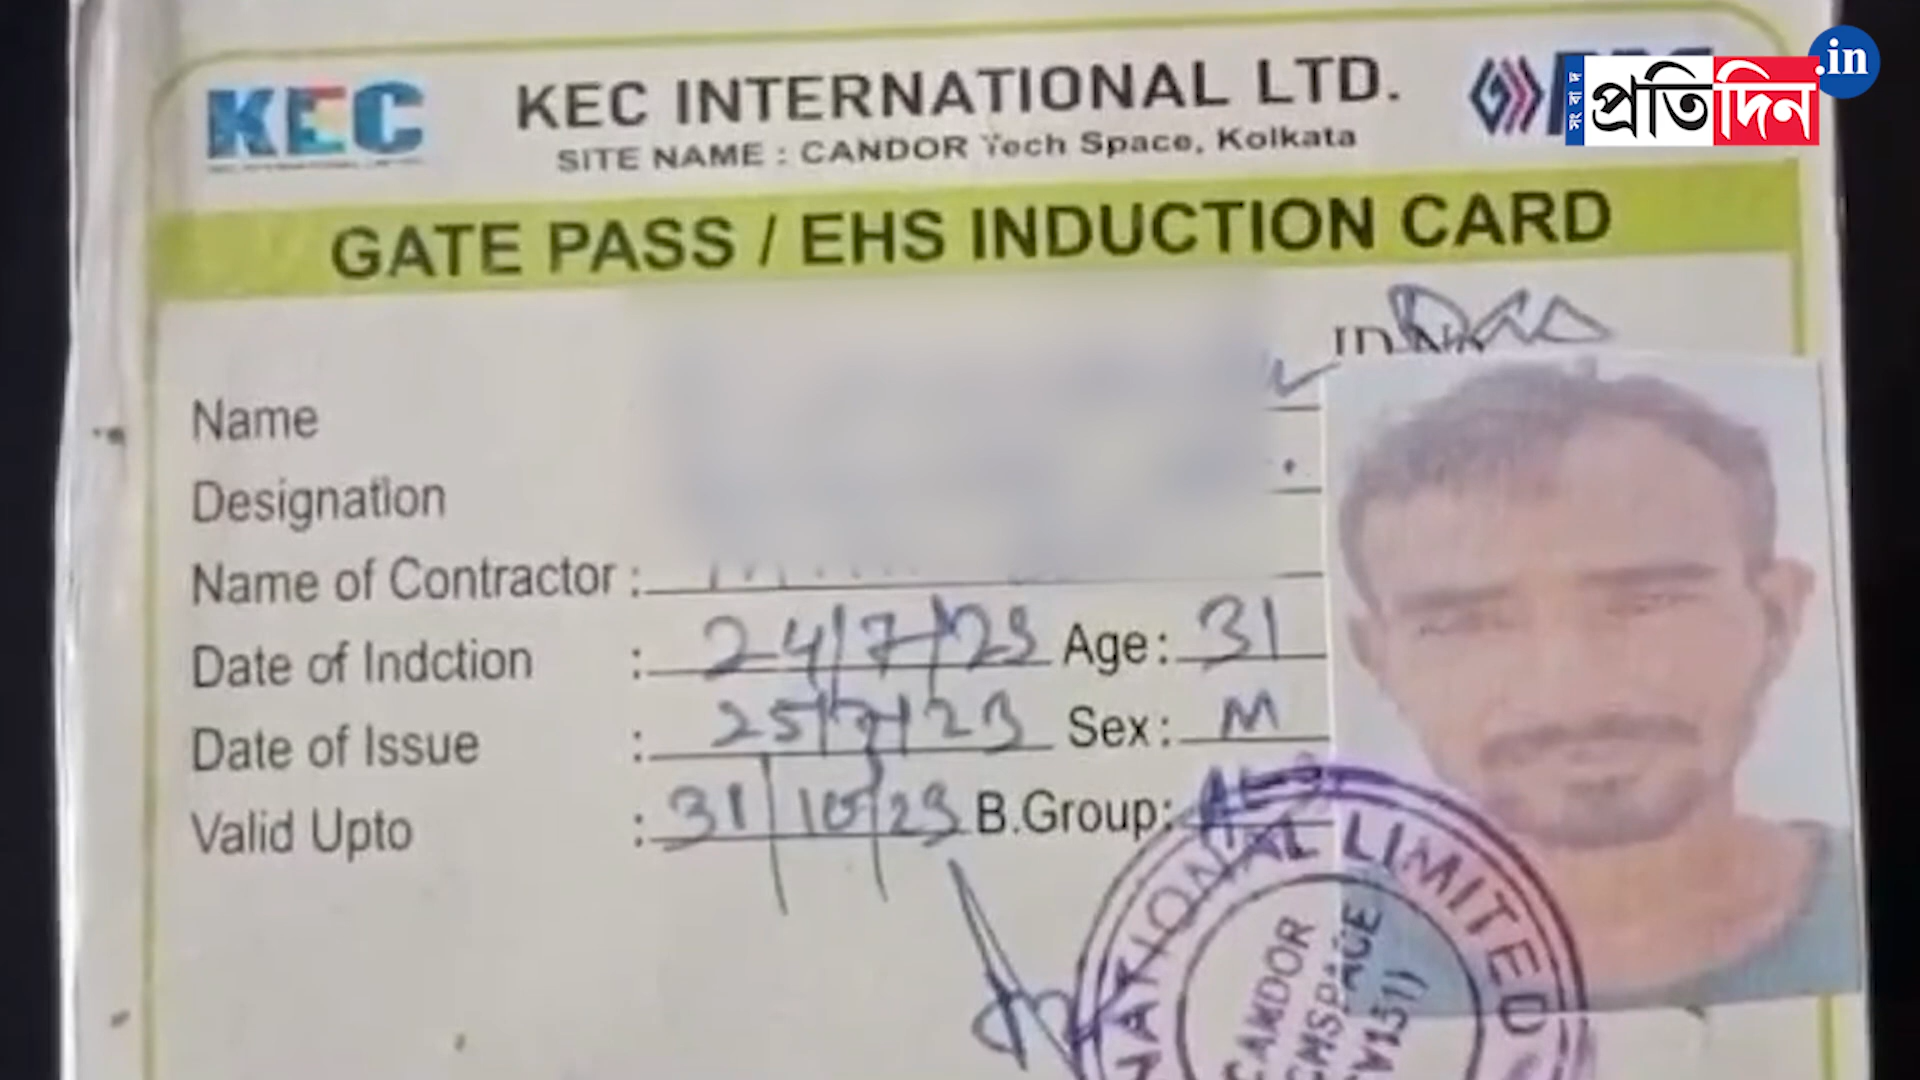 KEC
KEC INTERNATIONAL LTD.
SITE NAME : CANDOR Tech Space, Kolkata
সংবাদ প্রতিদিন .in
GATE PASS / EHS INDUCTION CARD
Name
Designation
Name of Contractor :
Date of Indction : 24/7/23 Age : 31
Date of Issue : 25/7/23 Sex : M
Valid Upto : 31/10/23 B.Group:
NATIONAL LIMITED
CANDOR